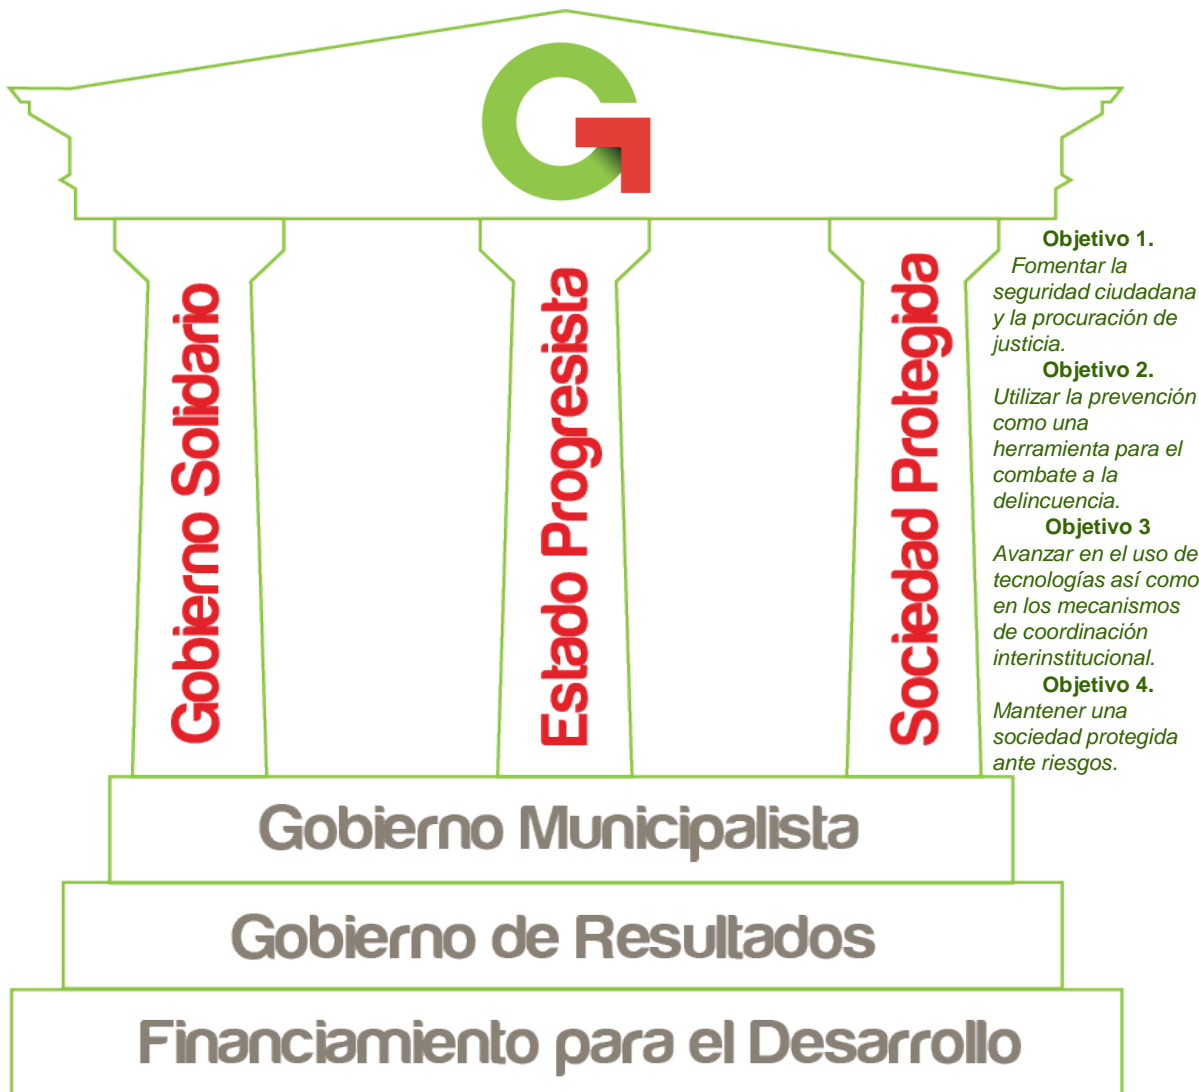 G
Gobierno Solidario
Estado Progresista
Sociedad Protegida
Objetivo 1.
Fomentar la
seguridad ciudadana
y la procuración de
justicia.
Objetivo 2.
Utilizar la prevención
como una
herramienta para el
combate a la
delincuencia.
Objetivo 3
Avanzar en el uso de
tecnologías así como
en los mecanismos
de coordinación
interinstitucional.
Objetivo 4.
Mantener una
sociedad protegida
ante riesgos.
Gobierno Municipalista
Gobierno de Resultados
Financiamiento para el Desarrollo